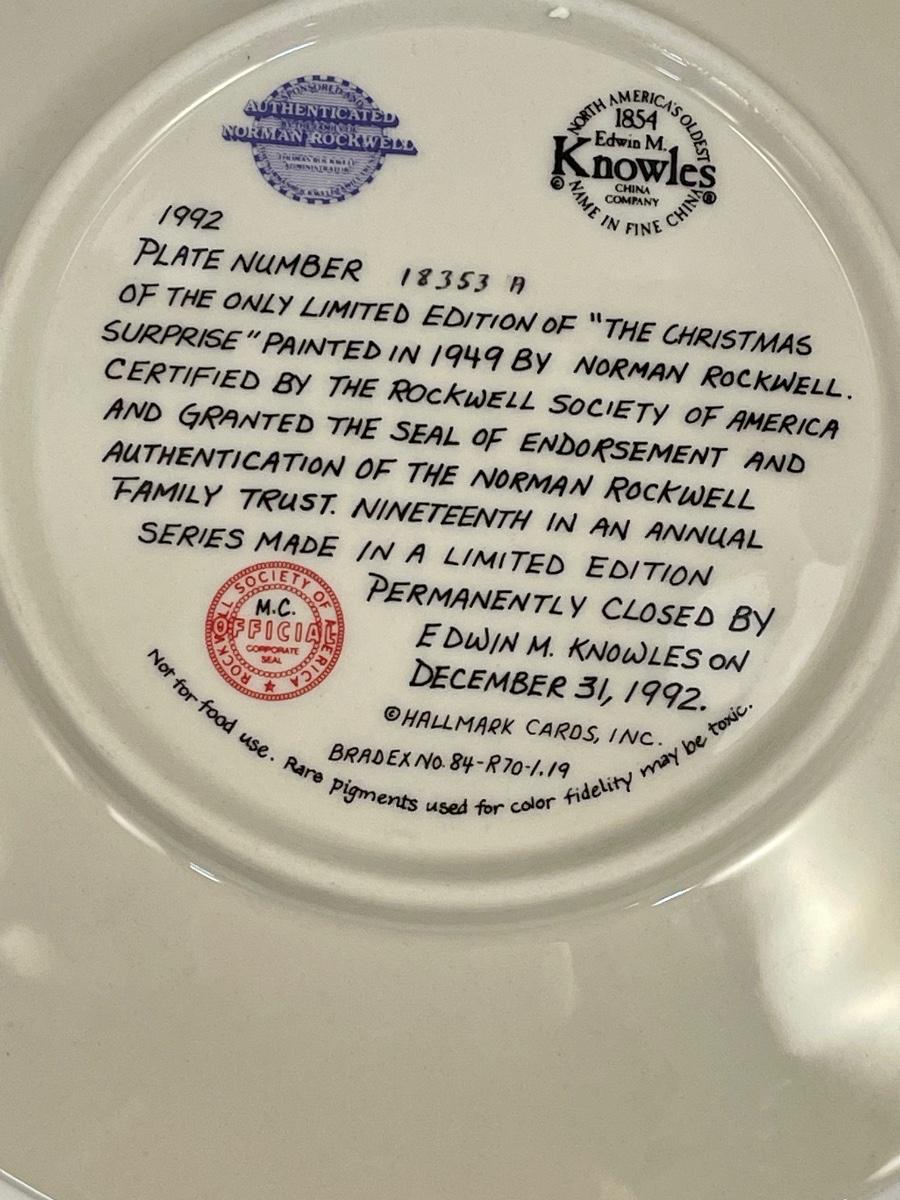 SPONSORED AND
AUTHENTICATED
NORMAN ROCKWELL
THOMAS ROCKWELL
ADMINISTRATOR
NORTH AMERICA'S OLDEST
1854
Edwin M.
Knowles
CHINA
COMPANY
© NAME IN FINE CHINA ®
1992
PLATE NUMBER 18353 A
OF THE ONLY LIMITED EDITION OF "THE CHRISTMAS
SURPRISE" PAINTED IN 1949 BY NORMAN ROCKWELL.
CERTIFIED BY THE ROCKWELL SOCIETY OF AMERICA
AND GRANTED THE SEAL OF ENDORSEMENT AND
AUTHENTICATION OF THE NORMAN ROCKWELL
FAMILY TRUST. NINETEENTH IN AN ANNUAL
SERIES MADE IN A LIMITED EDITION
PERMANENTLY CLOSED BY
EDWIN M. KNOWLES ON
DECEMBER 31, 1992.
ROCKWELL SOCIETY OF AMERICA
M.C.
OFFICIAL
CORPORATE
SEAL
©HALLMARK CARDS, INC.
BRADEX NO. 84-R70-1.19
Not for food use. Rare pigments used for color fidelity may be toxic.